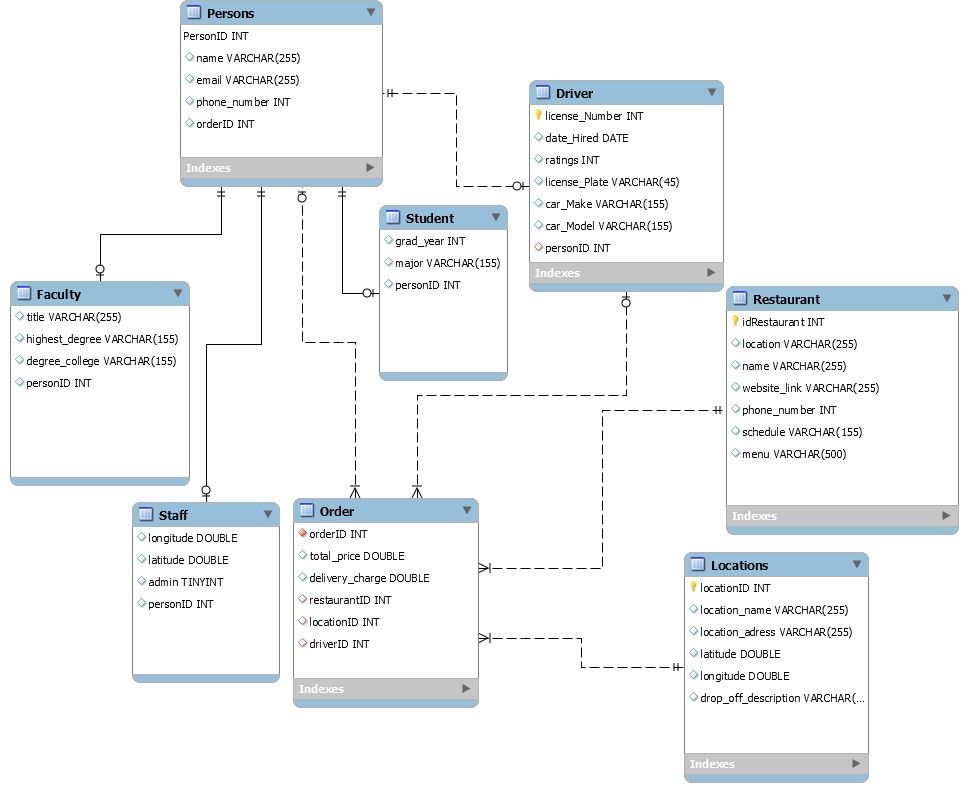 Persons
PersonID INT
name VARCHAR(255)
email VARCHAR(255)
phone_number INT
orderID INT
Indexes
Driver
license_Number INT
date_Hired DATE
ratings INT
license_Plate VARCHAR(45)
car_Make VARCHAR(155)
car_Model VARCHAR(155)
personID INT
Indexes
Student
grad_year INT
major VARCHAR(155)
personID INT
Faculty
title VARCHAR(255)
highest_degree VARCHAR(155)
degree_college VARCHAR(155)
personID INT
Restaurant
idRestaurant INT
location VARCHAR(255)
name VARCHAR(255)
website_link VARCHAR(255)
phone_number INT
schedule VARCHAR(155)
menu VARCHAR(500)
Indexes
Staff
longitude DOUBLE
latitude DOUBLE
admin TINYINT
personID INT
Order
orderID INT
total_price DOUBLE
delivery_charge DOUBLE
restaurantID INT
locationID INT
driverID INT
Indexes
Locations
locationID INT
location_name VARCHAR(255)
location_adress VARCHAR(255)
latitude DOUBLE
longitude DOUBLE
drop_off_description VARCHAR(...
Indexes